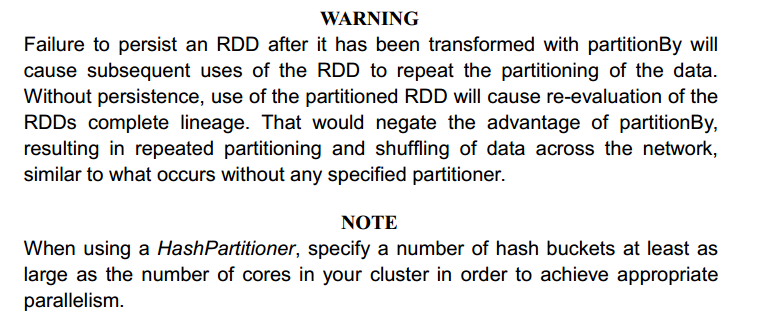 WARNING
Failure to persist an RDD after it has been transformed with partitionBy will
cause subsequent uses of the RDD to repeat the partitioning of the data.
Without persistence, use of the partitioned RDD will cause re-evaluation of the
RDDs complete lineage. That would negate the advantage of partitionBy,
resulting in repeated partitioning and shuffling of data across the network,
similar to what occurs without any specified partitioner.
NOTE
When using a HashPartitioner, specify a number of hash buckets at least as
large as the number of cores in your cluster in order to achieve appropriate
parallelism.